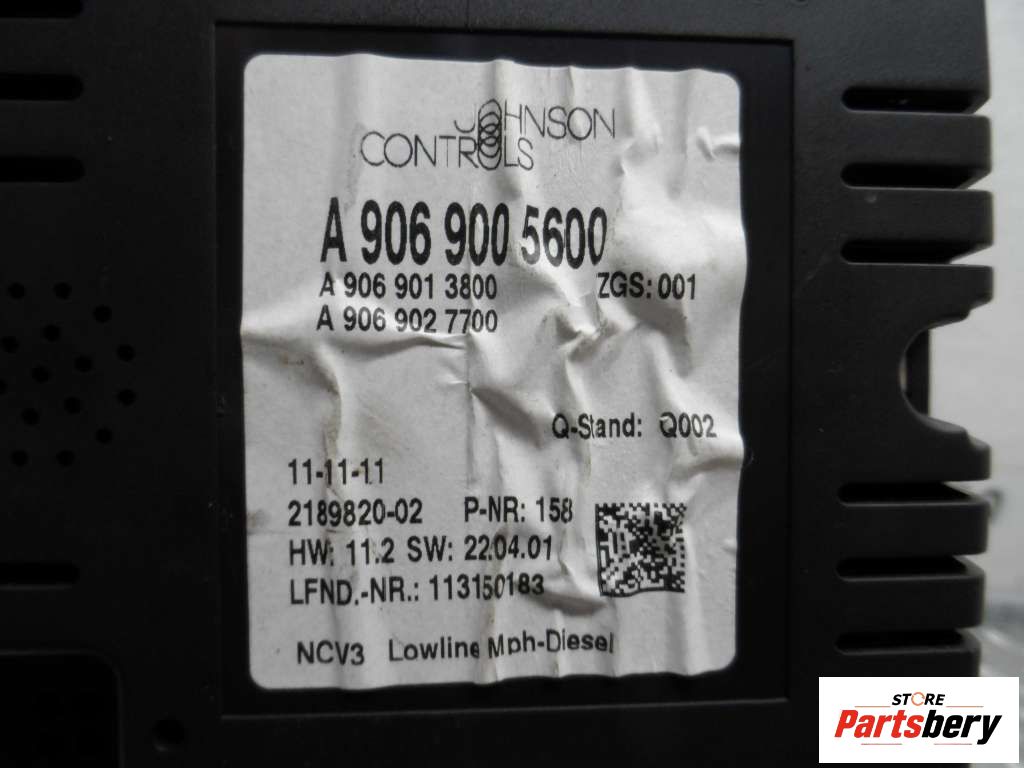 JOHNSON
CONTROLS
A 906 900 5600
A 906 901 3800 ZGS: 001
A 906 902 7700
Q-Stand: Q002
11-11-11
2189820-02 P-NR: 158
HW: 11.2 SW: 22.04.01
LFND.-NR.: 113150183
NCV3 Lowline Mph-Diesel
STORE
Partsbery